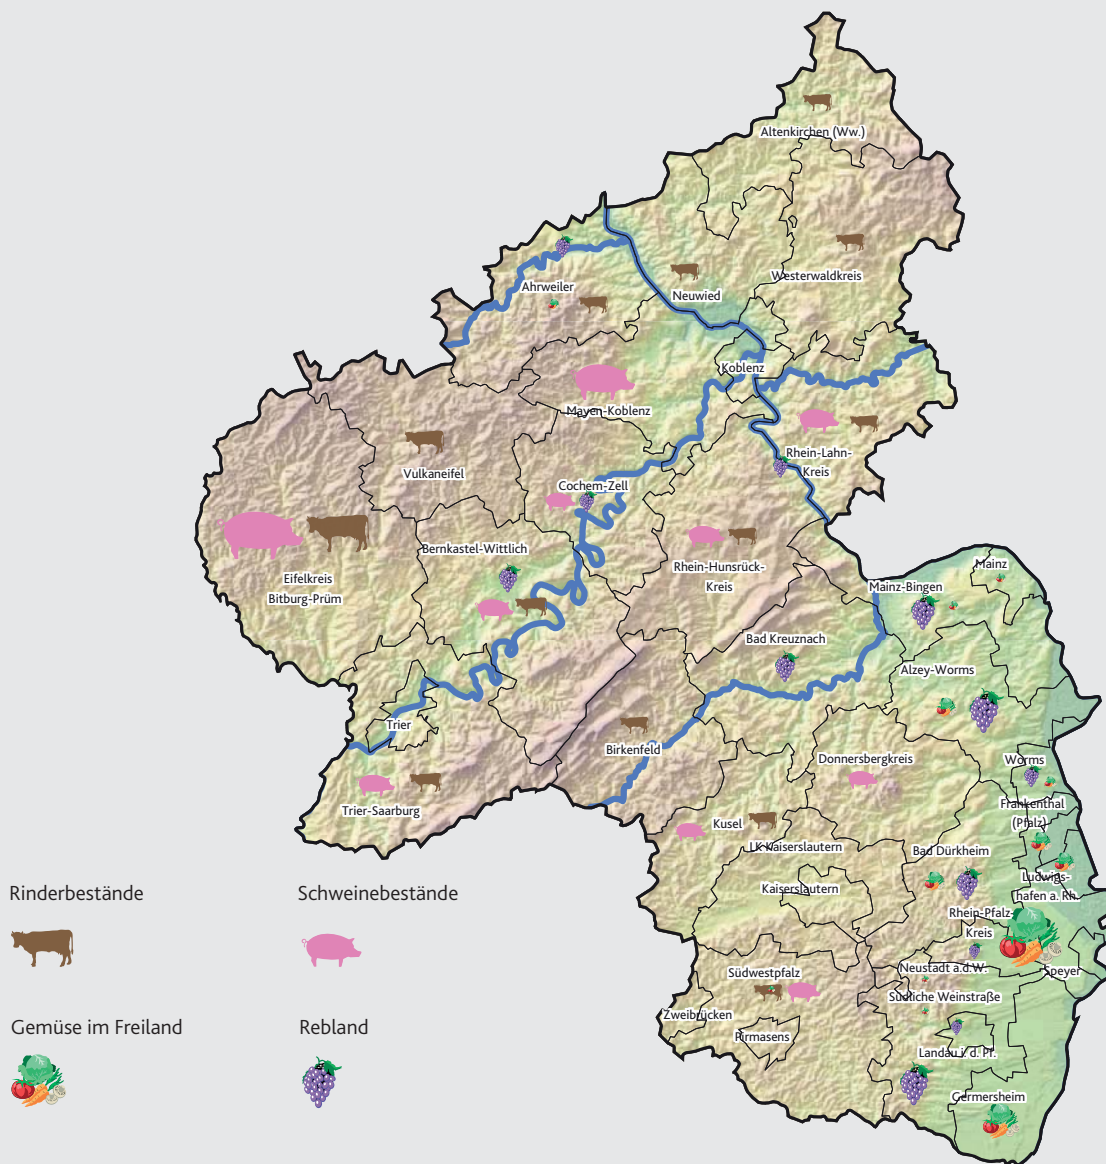 Altenkirchen (Ww.)
Westerwaldkreis
Neuwied
Ahrweiler
Koblenz
Mayen-Koblenz
Rhein-Lahn-
Kreis
Vulkaneifel
Cochem-Zell
Bernkastel-Wittlich
Rhein-Hunsrück-
Kreis
Eifelkreis
Bitburg-Prüm
Mainz
Mainz-Bingen
Bad Kreuznach
Alzey-Worms
Trier
Birkenfeld
Donnersbergkreis
Worms
Trier-Saarburg
Frankenthal
(Pfalz)
Kusel
LK Kaiserslautern
Bad Dürkheim
Ludwigs-
hafen a. Rh.
Kaiserslautern
Rhein-Pfalz-
Kreis
Neustadt a.d.W.
Speyer
Südwestpfalz
Südliche Weinstraße
Zweibrücken
Pirmasens
Landau i. d. Pf.
Germersheim
Rinderbestände
Schweinebestände
Gemüse im Freiland
Rebland